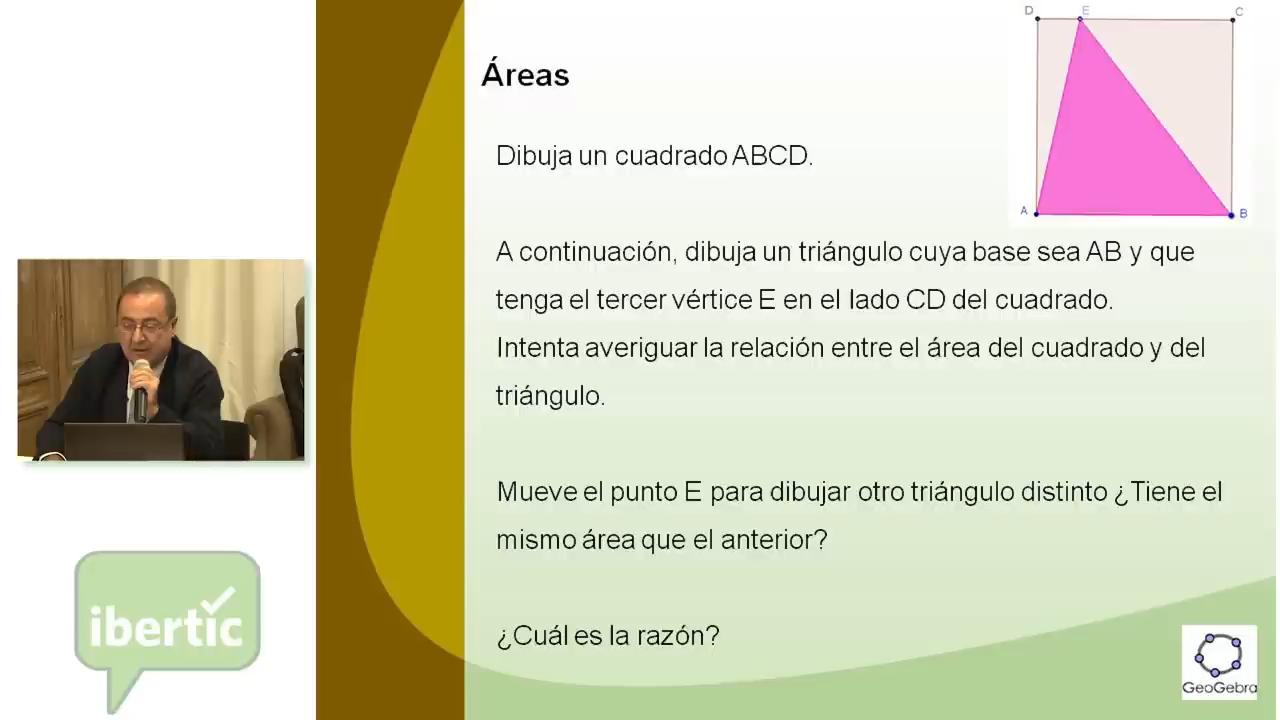 D E C
Áreas
Dibuja un cuadrado ABCD.
A B
A continuación, dibuja un triángulo cuya base sea AB y que
tenga el tercer vértice E en el lado CD del cuadrado.
Intenta averiguar la relación entre el área del cuadrado y del
triángulo.
Mueve el punto E para dibujar otro triángulo distinto ¿Tiene el
mismo área que el anterior?
¿Cuál es la razón?
ibertic
GeoGebra